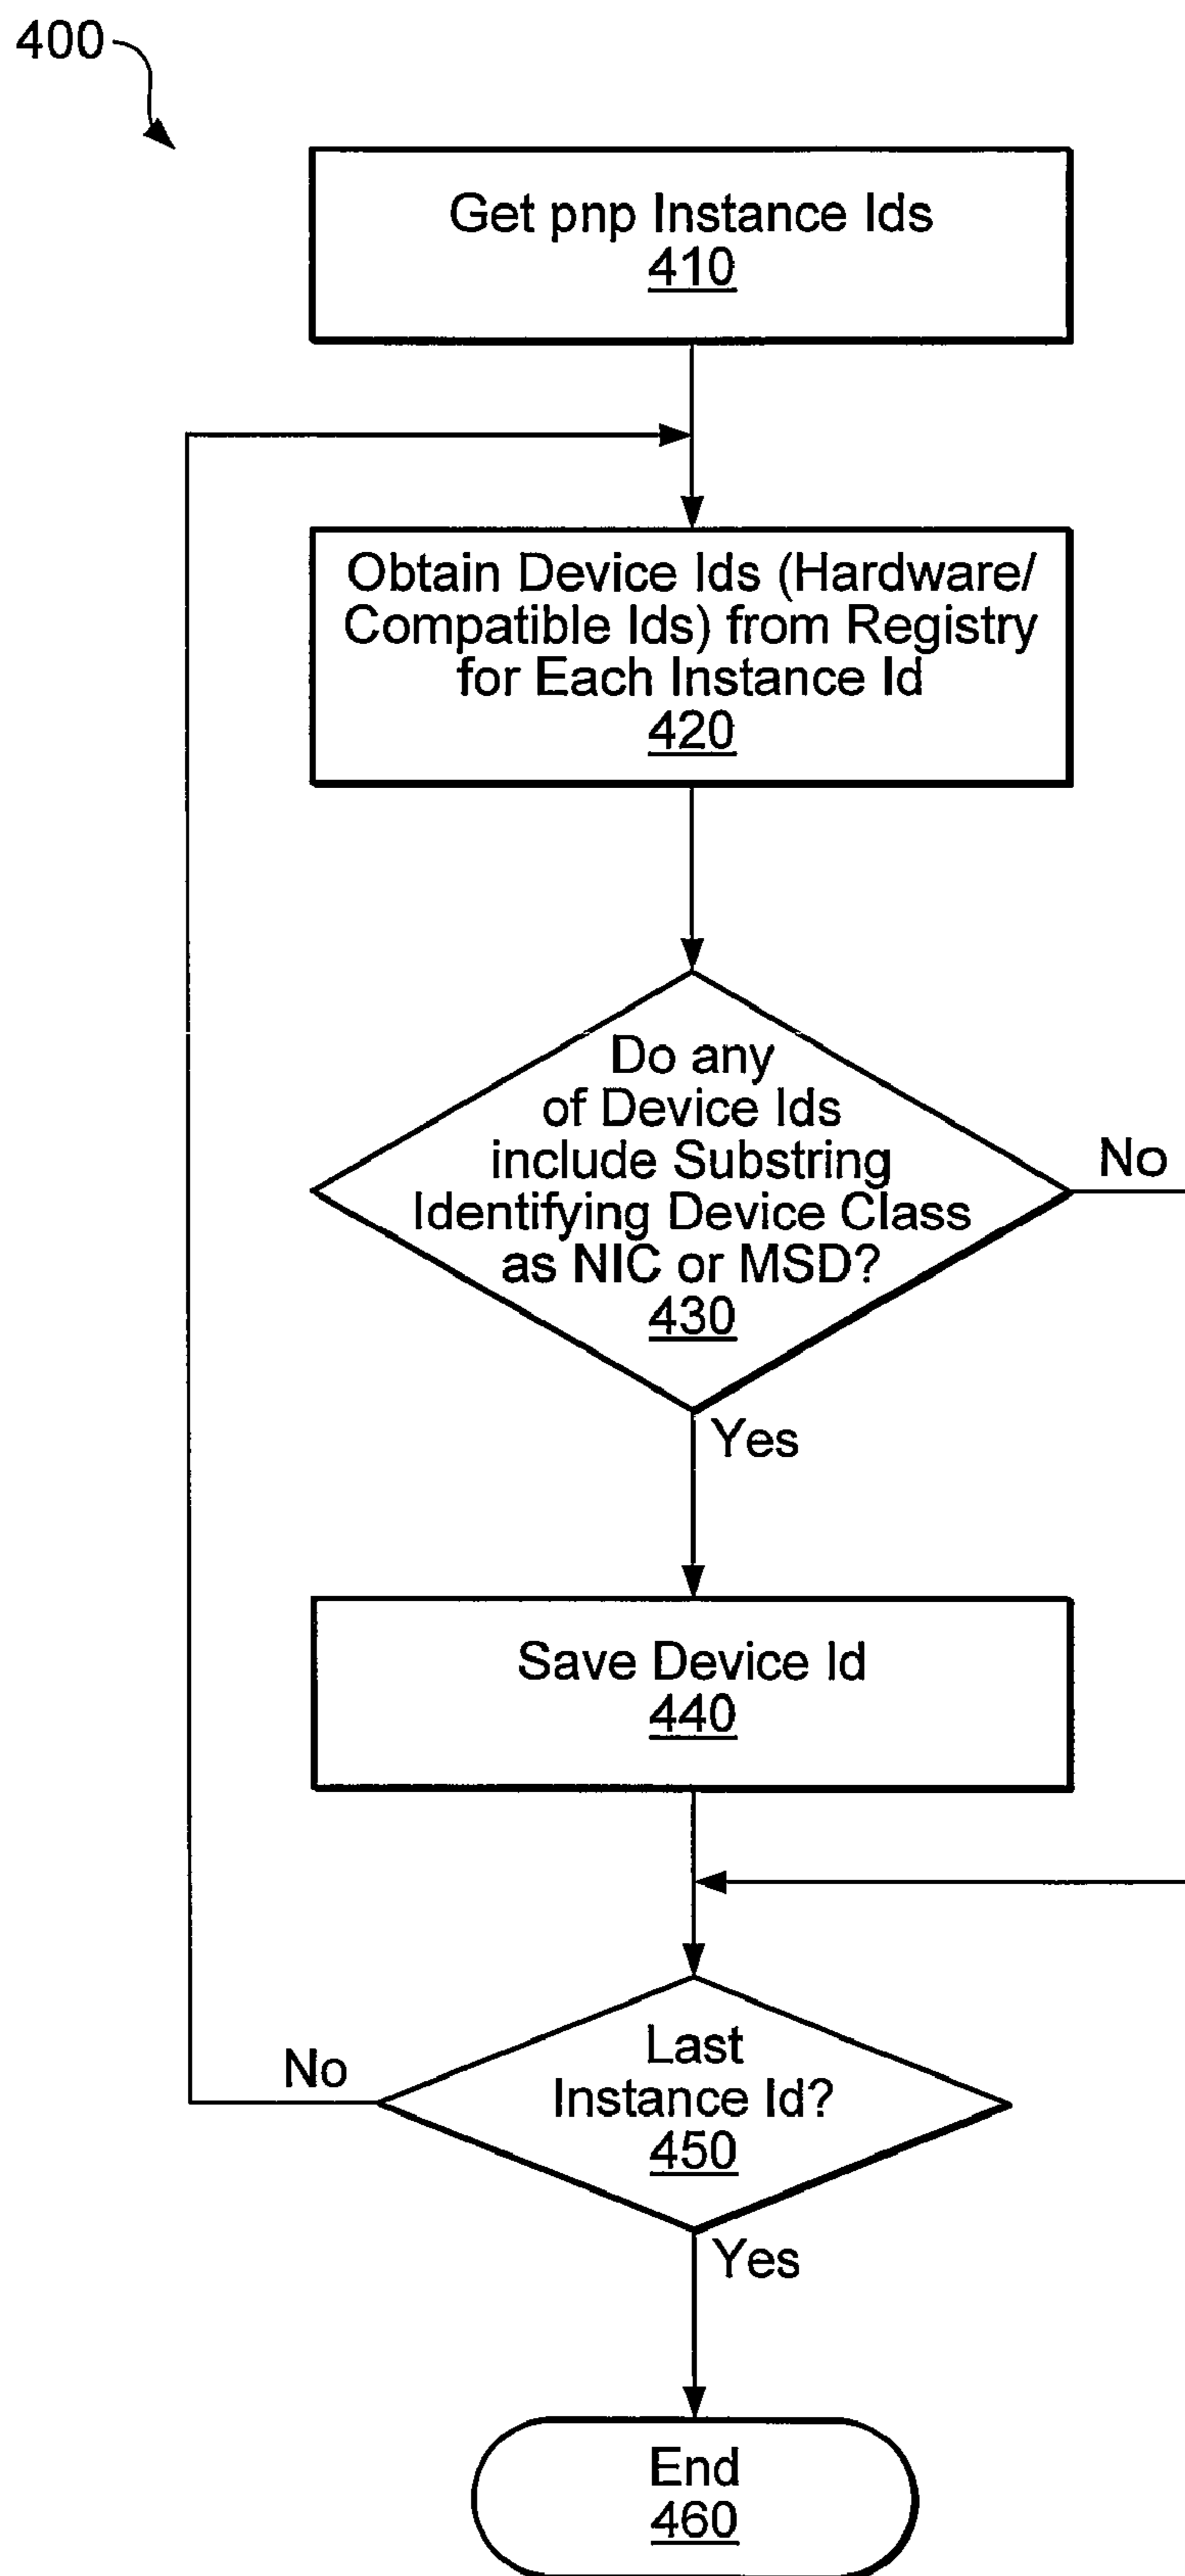 400
Get pnp Instance Ids
410
Obtain Device Ids (Hardware/
Compatible Ids) from Registry
for Each Instance Id
420
Do any
of Device Ids
include Substring
Identifying Device Class
as NIC or MSD?
430
No
Yes
Save Device Id
440
Last
Instance Id?
450
No
Yes
End
460